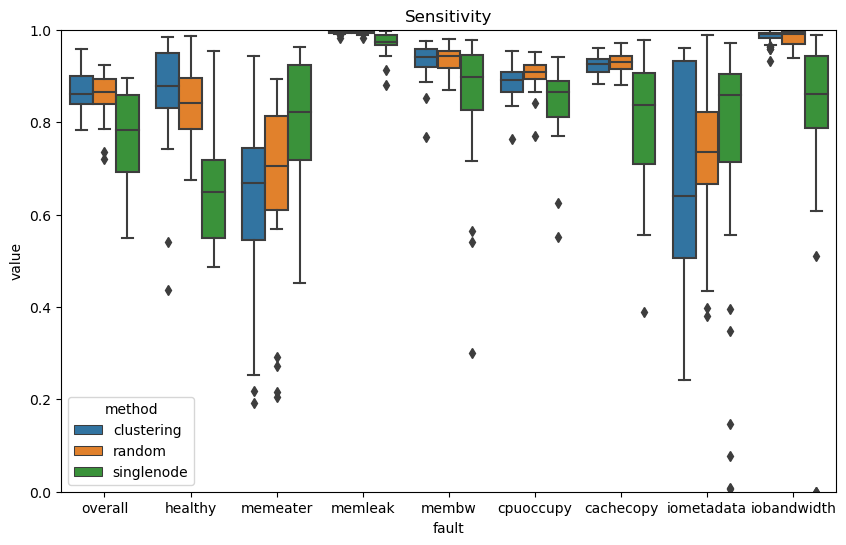 Sensitivity
value
1.0
0.8
0.6
0.4
0.2
0.0
method
clustering
random
singlenode
overall healthy memeater memleak membw cpuoccupy cachecopy iometadata iobandwidth
fault